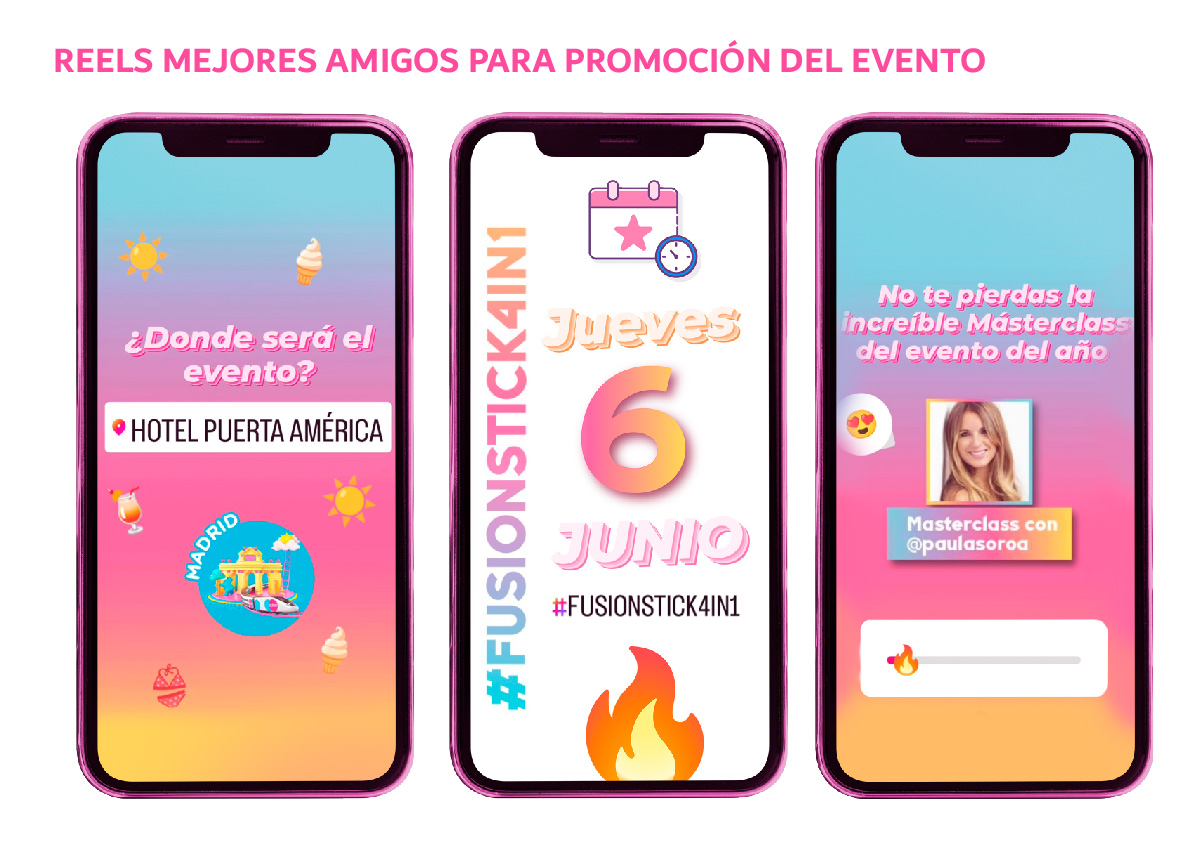 REELS MEJORES AMIGOS PARA PROMOCIÓN DEL EVENTO
¿Donde será el
evento?
HOTEL PUERTA AMÉRICA
MADRID
#FUSIONSTICK4IN1
Jueves
6
JUNIO
#FUSIONSTICK4IN1
No te pierdas la
increíble Másterclass
del evento del año
Masterclass con
@paulasoroa